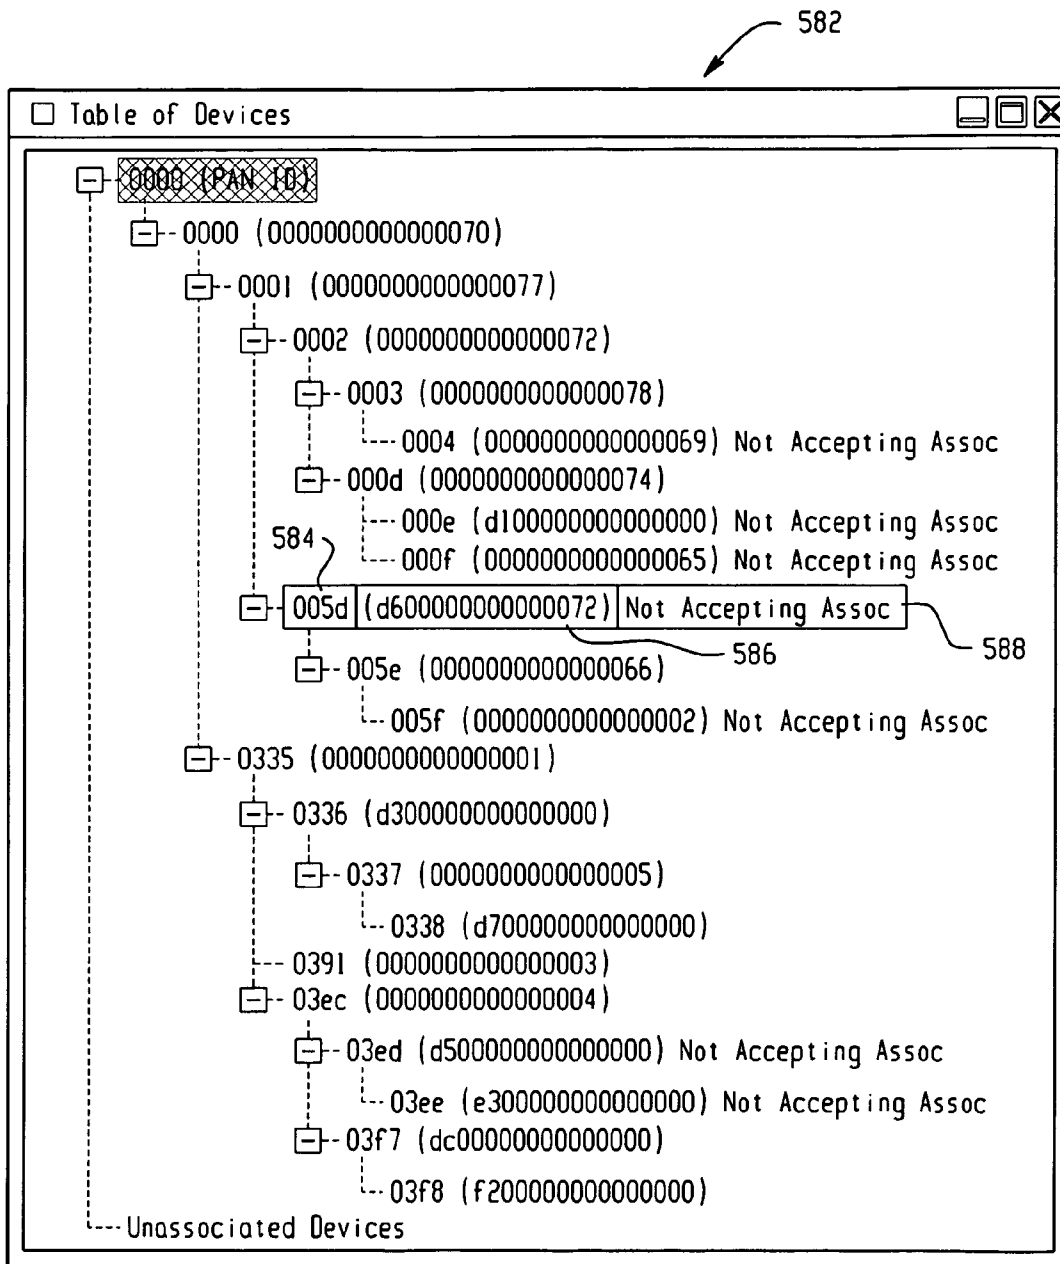 582
Table of Devices
0000 (PAN ID)
0000 (0000000000000070)
0001 (0000000000000077)
0002 (0000000000000072)
0003 (0000000000000078)
0004 (0000000000000069) Not Accepting Assoc
000d (0000000000000074)
000e (d100000000000000) Not Accepting Assoc
584
000f (0000000000000065) Not Accepting Assoc
005d (d600000000000072) Not Accepting Assoc
586
588
005e (0000000000000066)
005f (0000000000000002) Not Accepting Assoc
0335 (0000000000000001)
0336 (d300000000000000)
0337 (0000000000000005)
0338 (d700000000000000)
0391 (0000000000000003)
03ec (0000000000000004)
03ed (d500000000000000) Not Accepting Assoc
03ee (e300000000000000) Not Accepting Assoc
03f7 (dc00000000000000)
03f8 (f200000000000000)
Unassociated Devices